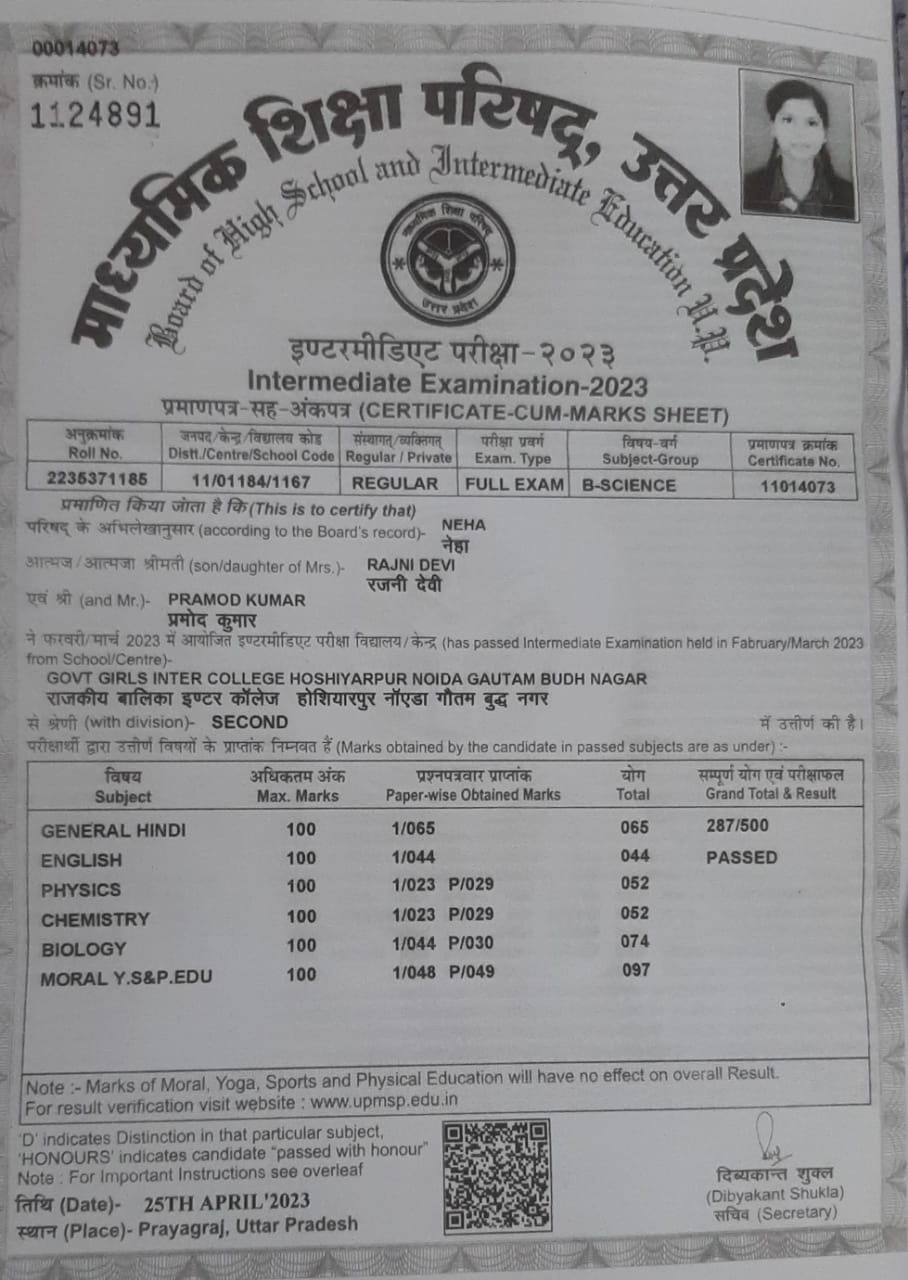 00014073
क्रमांक (Sr. No.)
1124891
माध्यमिक शिक्षा परिषद्, उत्तर प्रदेश
Board of High School and Intermediate Education U.P.
माध्यमिक शिक्षा परिषद्
उत्तर प्रदेश
इण्टरमीडिएट परीक्षा-२०२३
Intermediate Examination-2023
प्रमाणपत्र-सह-अंकपत्र (CERTIFICATE-CUM-MARKS SHEET)
अनुक्रमांक जनपद/केन्द्र/विद्यालय कोड संस्थागत्/व्यक्तिगत् परीक्षा प्रवर्ग विषय-वर्ग प्रमाणपत्र क्रमांक
Roll No. Distt./Centre/School Code Regular / Private Exam. Type Subject-Group Certificate No.
2235371185 11/01184/1167 REGULAR FULL EXAM B-SCIENCE 11014073
प्रमाणित किया जाता है कि(This is to certify that)
परिषद् के अभिलेखानुसार (according to the Board's record)- NEHA
नेहा
आत्मज/आत्मजा श्रीमती (son/daughter of Mrs.)- RAJNI DEVI
रजनी देवी
एवं श्री (and Mr.)- PRAMOD KUMAR
प्रमोद कुमार
ने फरवरी/मार्च 2023 में आयोजित इण्टरमीडिएट परीक्षा विद्यालय/केन्द्र (has passed Intermediate Examination held in Fabruary/March 2023
from School/Centre)-
GOVT GIRLS INTER COLLEGE HOSHIYARPUR NOIDA GAUTAM BUDH NAGAR
राजकीय बालिका इण्टर कॉलेज होशियारपुर नॉएडा गौतम बुद्ध नगर
से श्रेणी (with division)- SECOND में उत्तीर्ण की है।
परीक्षार्थी द्वारा उत्तीर्ण विषयों के प्राप्तांक निम्नवत हैं (Marks obtained by the candidate in passed subjects are as under) :-
विषय अधिकतम अंक प्रश्नपत्रवार प्राप्तांक योग सम्पूर्ण योग एवं परीक्षाफल
Subject Max. Marks Paper-wise Obtained Marks Total Grand Total & Result
GENERAL HINDI 100 1/065 065 287/500
ENGLISH 100 1/044 044 PASSED
PHYSICS 100 1/023 P/029 052
CHEMISTRY 100 1/023 P/029 052
BIOLOGY 100 1/044 P/030 074
MORAL Y.S&P.EDU 100 1/048 P/049 097
Note :- Marks of Moral, Yoga, Sports and Physical Education will have no effect on overall Result.
For result verification visit website : www.upmsp.edu.in
'D' indicates Distinction in that particular subject,
'HONOURS' indicates candidate "passed with honour"
Note : For Important Instructions see overleaf
तिथि (Date)- 25TH APRIL'2023
स्थान (Place)- Prayagraj, Uttar Pradesh
दिब्यकान्त शुक्ल
(Dibyakant Shukla)
सचिव (Secretary)